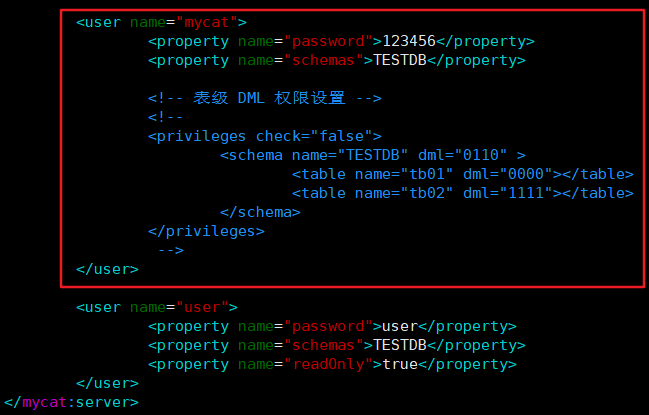 <user name="mycat">
<property name="password">123456</property>
<property name="schemas">TESTDB</property>
<!-- 表级 DML 权限设置 -->
<!--
<privileges check="false">
<schema name="TESTDB" dml="0110" >
<table name="tb01" dml="0000"></table>
<table name="tb02" dml="1111"></table>
</schema>
</privileges>
-->
</user>
<user name="user">
<property name="password">user</property>
<property name="schemas">TESTDB</property>
<property name="readOnly">true</property>
</user>
</mycat:server>